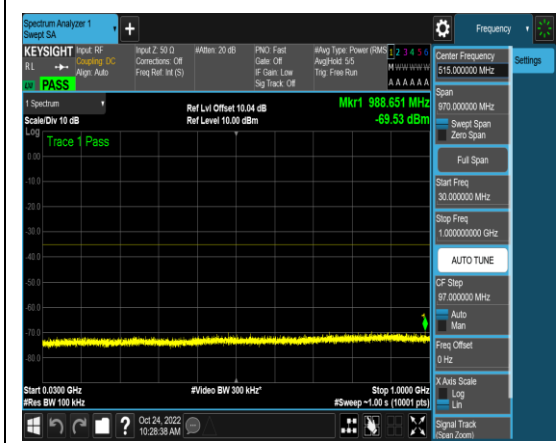 Spectrum Analyzer 1
Swept SA
+
Frequency
KEYSIGHT
RL
PASS
Input: RF
Coupling: DC
Align: Auto
Input Z: 50 Ω
Corrections: Off
Freq Ref: Int (S)
#Atten: 20 dB
PNO: Fast
Gate: Off
IF Gain: Low
Sig Track: Off
#Avg Type: Power (RMS
Avg|Hold: 5/5
Trig: Free Run
1 2 3 4 5 6
M W W W W W
A A A A A A
1 Spectrum
Scale/Div 10 dB
Ref Lvl Offset 10.04 dB
Ref Level 10.00 dBm
Mkr1 988.651 MHz
-69.53 dBm
Log
Trace 1 Pass
0.00
-10.0
-20.0
-30.0
-40.0
-50.0
-60.0
-70.0
-80.0
1
Start 0.0300 GHz
#Res BW 100 kHz
#Video BW 300 kHz*
Stop 1.0000 GHz
#Sweep ~1.00 s (10001 pts)
Center Frequency
515.000000 MHz
Settings
Span
970.000000 MHz
Swept Span
Zero Span
Full Span
Start Freq
30.000000 MHz
Stop Freq
1.000000000 GHz
AUTO TUNE
CF Step
97.000000 MHz
Auto
Man
Freq Offset
0 Hz
X Axis Scale
Log
Lin
Signal Track
(Span Zoom)
?
Oct 24, 2022
10:28:38 AM